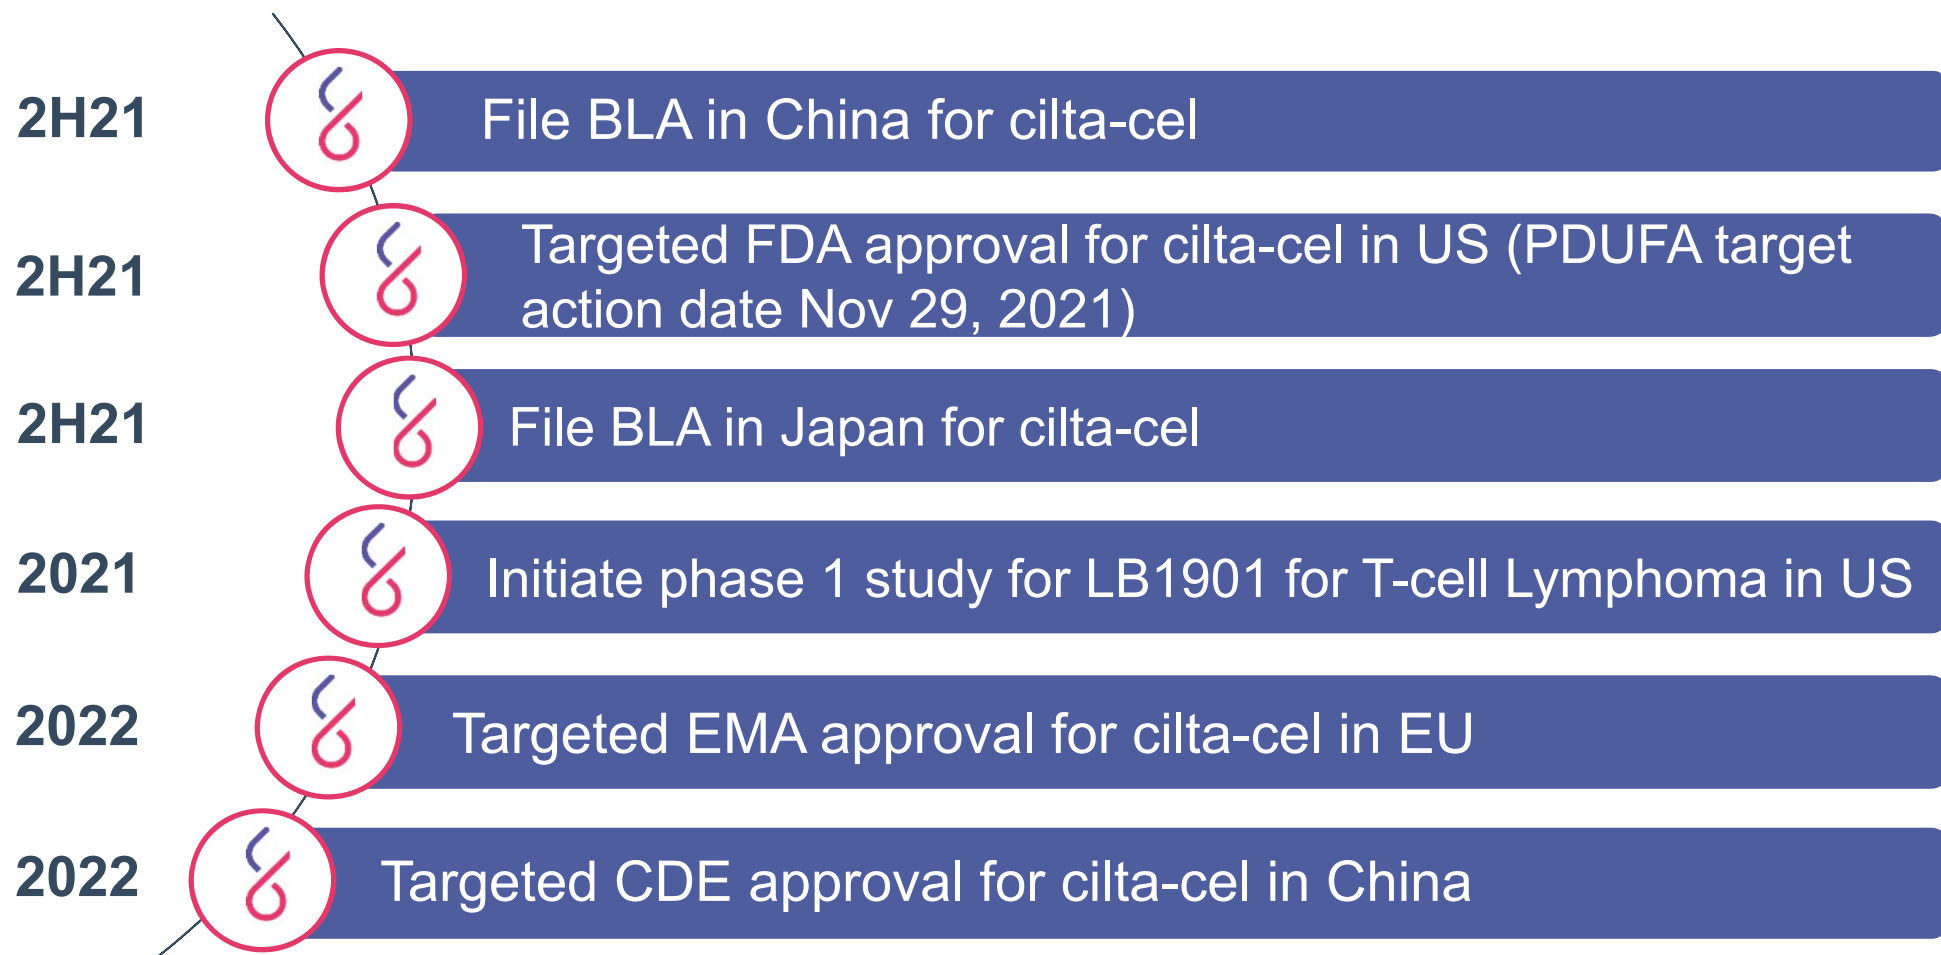 2H21
File BLA in China for cilta-cel
2H21
Targeted FDA approval for cilta-cel in US (PDUFA target
action date Nov 29, 2021)
2H21
File BLA in Japan for cilta-cel
2021
Initiate phase 1 study for LB1901 for T-cell Lymphoma in US
2022
Targeted EMA approval for cilta-cel in EU
2022
Targeted CDE approval for cilta-cel in China